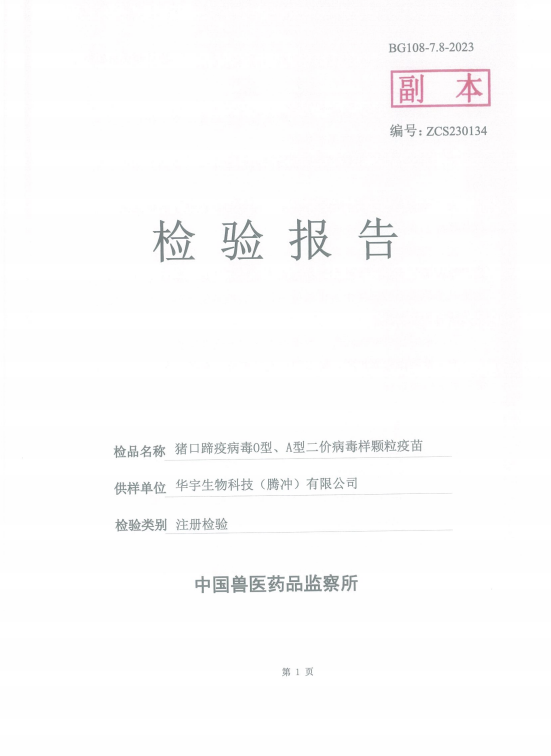 BG108-7.8-2023
副 本
编号: ZCS230134
检验报告
检品名称 猪口蹄疫病毒O型、A型二价病毒样颗粒疫苗
供样单位 华宇生物科技（腾冲）有限公司
检验类别 注册检验
中国兽医药品监察所
第 1 页